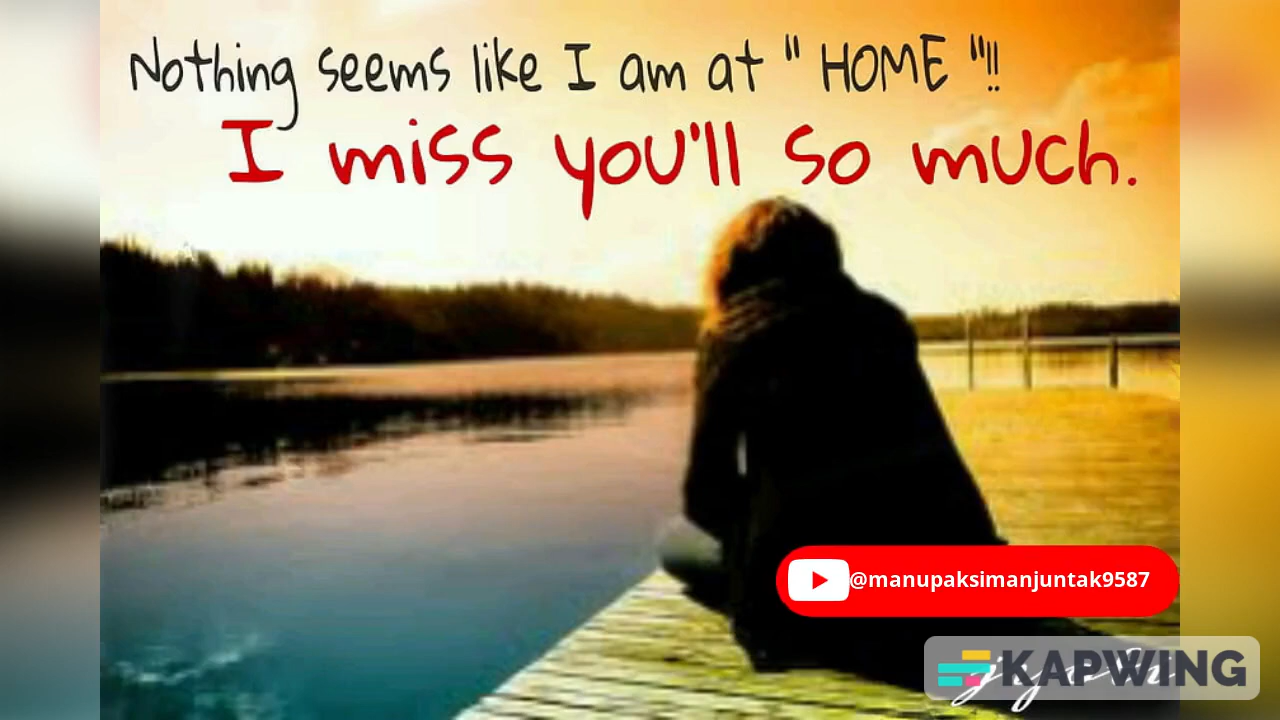 Nothing seems like I am at " HOME "!!
I miss you'll so much.
@manupaksimanjuntak9587
KAPWING